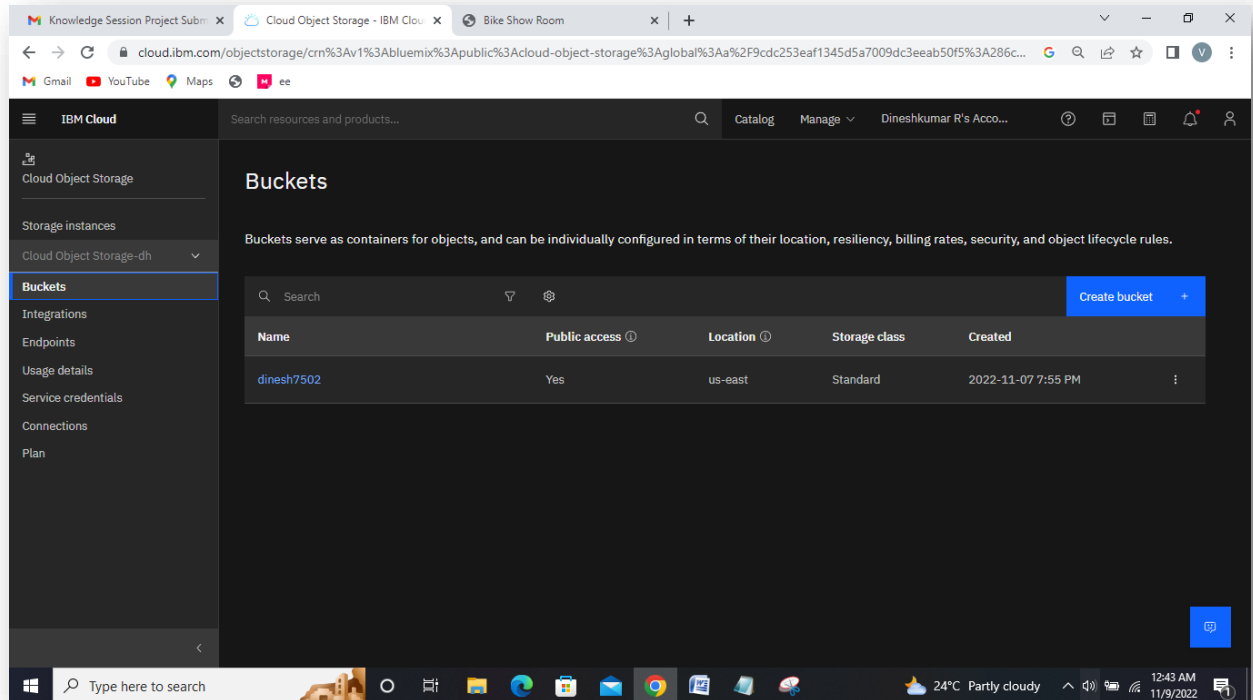 Knowledge Session Project Subm
Cloud Object Storage - IBM Clou
Bike Show Room
cloud.ibm.com/objectstorage/crn%3Av1%3Abluemix%3Apublic%3Acloud-object-storage%3Aglobal%3Aa%2F9cdc253eaf1345d5a7009dc3eeab50f5%3A286c...
V
Gmail YouTube Maps ee
IBM Cloud Search resources and products... Catalog Manage Dineshkumar R's Acco...
Cloud Object Storage
Storage instances
Cloud Object Storage-dh
Buckets
Integrations
Endpoints
Usage details
Service credentials
Connections
Plan
Buckets
Buckets serve as containers for objects, and can be individually configured in terms of their location, resiliency, billing rates, security, and object lifecycle rules.
Search Create bucket +
Name Public access Location Storage class Created
dinesh7502 Yes us-east Standard 2022-11-07 7:55 PM
Type here to search
24°C Partly cloudy
12:43 AM
11/9/2022
1